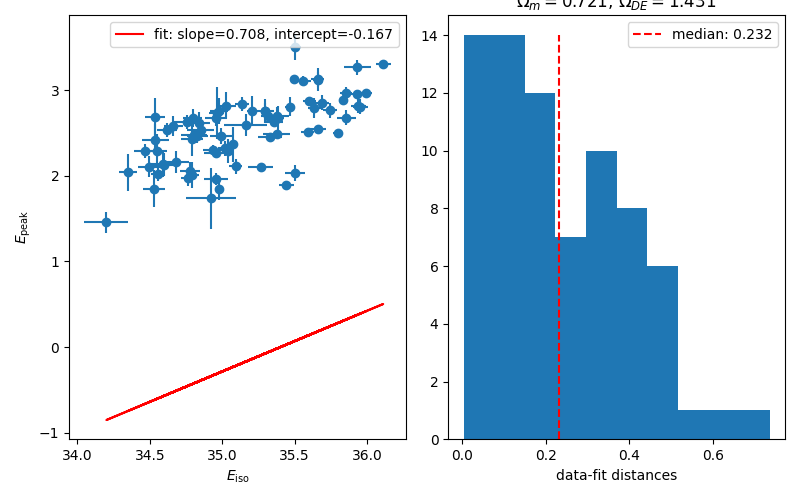 Ω_m = 0.721, Ω_DE = 1.431
fit: slope=0.708, intercept=-0.167
median: 0.232
E_peak
3
2
1
0
−1
34.0 34.5 35.0 35.5 36.0
E_iso
14
12
10
8
6
4
2
0
0.0 0.2 0.4 0.6
data-fit distances